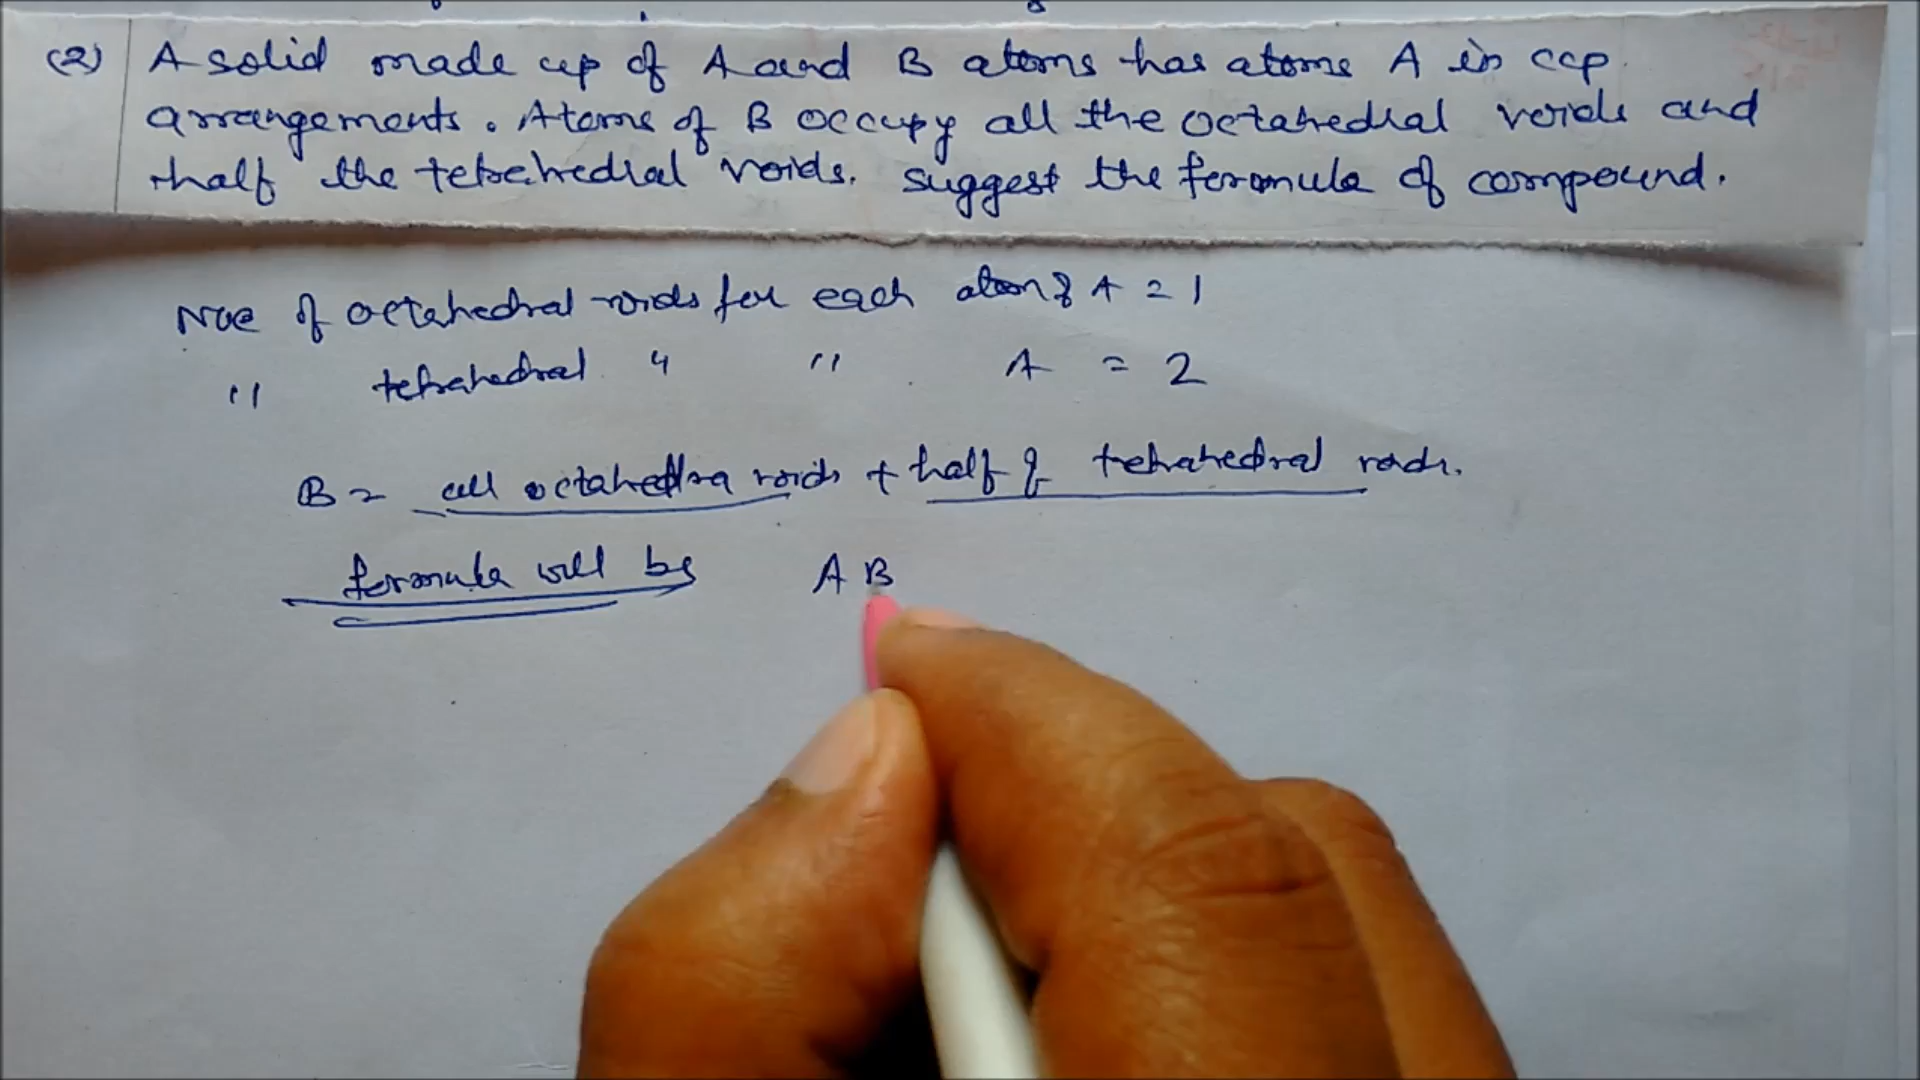 (2) A solid made up of A and B atoms has atoms A in ccp
arrangements. Atoms of B occupy all the octahedral voids and
half the tetrahedral voids. suggest the formula of compound.
Noe of octahedral voids for each atom of A = 1
" tetrahedral " " A = 2
B = all octahedra voids + half of tetrahedral voids.
formula will be A B